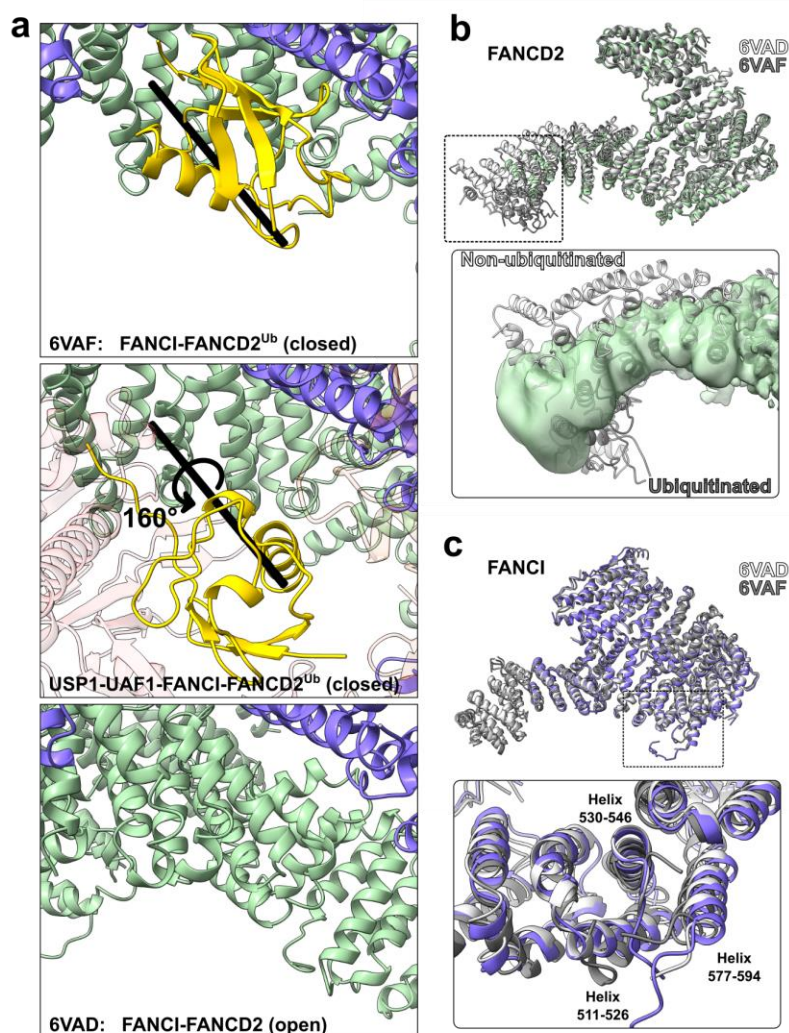 a
6VAF: FANCI-FANCD2ᵁᵇ (closed)
160°
USP1-UAF1-FANCI-FANCD2ᵁᵇ (closed)
6VAD: FANCI-FANCD2 (open)
b
FANCD2
6VAD
6VAF
Non-ubiquitinated
Ubiquitinated
c
FANCI
6VAD
6VAF
Helix
530-546
Helix
577-594
Helix
511-526